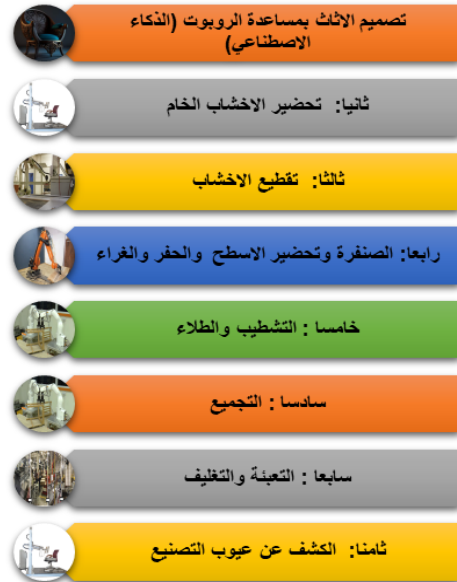 تصميم الاثاث بمساعدة الروبوت (الذكاء
الاصطناعي)
ثانيا: تحضير الاخشاب الخام
ثالثا: تقطيع الاخشاب
رابعا: الصنفرة وتحضير الاسطح والحفر والغراء
خامسا : التشطيب والطلاء
سادسا : التجميع
سابعا : التعبئة والتغليف
ثامنا: الكشف عن عيوب التصنيع